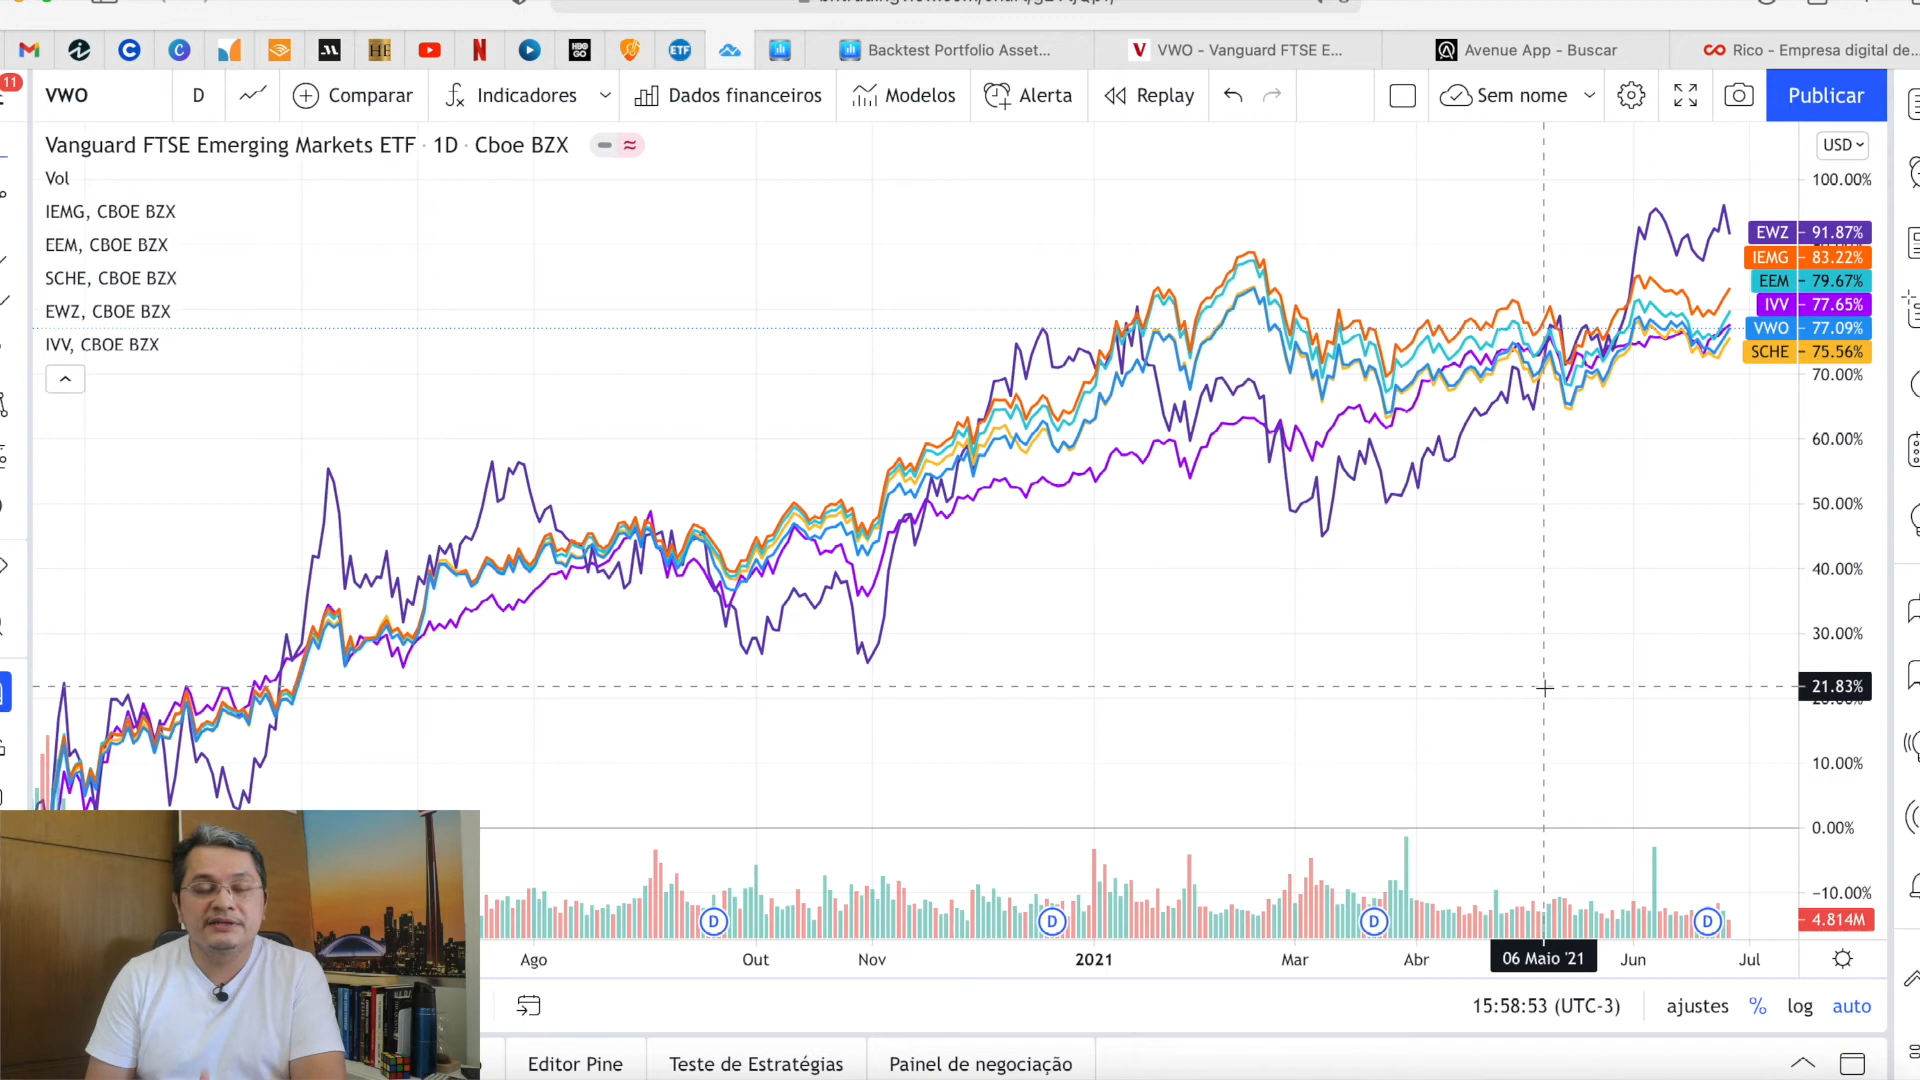 Backtest Portfolio Asset...
VWO - Vanguard FTSE E...
Avenue App - Buscar
Rico - Empresa digital de...
HBO GO
HE
ETF
11
VWO
D
Comparar
Indicadores
Dados financeiros
Modelos
Alerta
Replay
Sem nome
Publicar
Vanguard FTSE Emerging Markets ETF · 1D · Cboe BZX
USD
Vol
IEMG, CBOE BZX
EEM, CBOE BZX
SCHE, CBOE BZX
EWZ, CBOE BZX
IVV, CBOE BZX
100.00%
EWZ 91.87%
IEMG 83.22%
EEM 79.67%
IVV 77.65%
VWO 77.09%
SCHE 75.56%
70.00%
60.00%
50.00%
40.00%
30.00%
21.83%
10.00%
0.00%
−10.00%
4.814M
D
D
D
D
Ago
Out
Nov
2021
Mar
Abr
06 Maio '21
Jun
Jul
15:58:53 (UTC-3)
ajustes
%
log
auto
Editor Pine
Teste de Estratégias
Painel de negociação